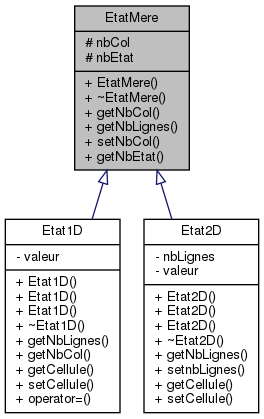 EtatMere
# nbCol
# nbEtat
+ EtatMere()
+ ~EtatMere()
+ getNbCol()
+ getNbLignes()
+ setNbCol()
+ getNbEtat()
Etat1D
- valeur
+ Etat1D()
+ Etat1D()
+ Etat1D()
+ ~Etat1D()
+ getNbLignes()
+ getNbCol()
+ getCellule()
+ setCellule()
+ operator=()
Etat2D
- nbLignes
- valeur
+ Etat2D()
+ Etat2D()
+ Etat2D()
+ ~Etat2D()
+ getNbLignes()
+ setnbLignes()
+ getCellule()
+ setCellule()